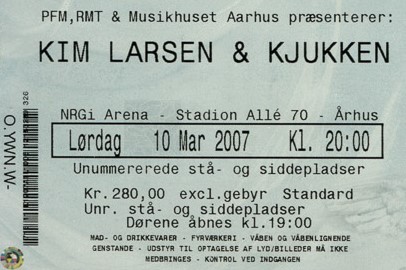 PFM,RMT & Musikhuset Aarhus præsenterer:
KIM LARSEN & KJUKKEN
NRGi Arena - Stadion Allé 70 - Århus
Lørdag 10 Mar 2007 Kl. 20:00
Unummererede stå- og siddepladser
Kr.280,00 excl.gebyr Standard
Unr. stå- og siddepladser
Dørene åbnes kl.19:00
MAD- OG DRIKKEVARER - FYRVÆRKERI - VÅBEN OG VÅBENLIGNENDE
GENSTANDE - UDSTYR TIL OPTAGELSE AF LYD/BILLEDER MÅ IKKE
MEDBRINGES - KONTROL VED INDGANGEN
326
O.YWN.W-